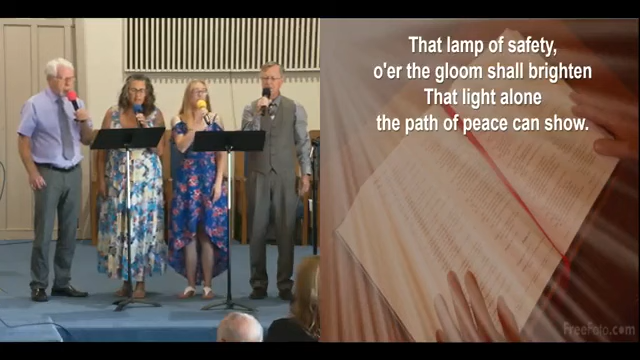 That lamp of safety,
o'er the gloom shall brighten
That light alone
the path of peace can show.
FreeFoto.com